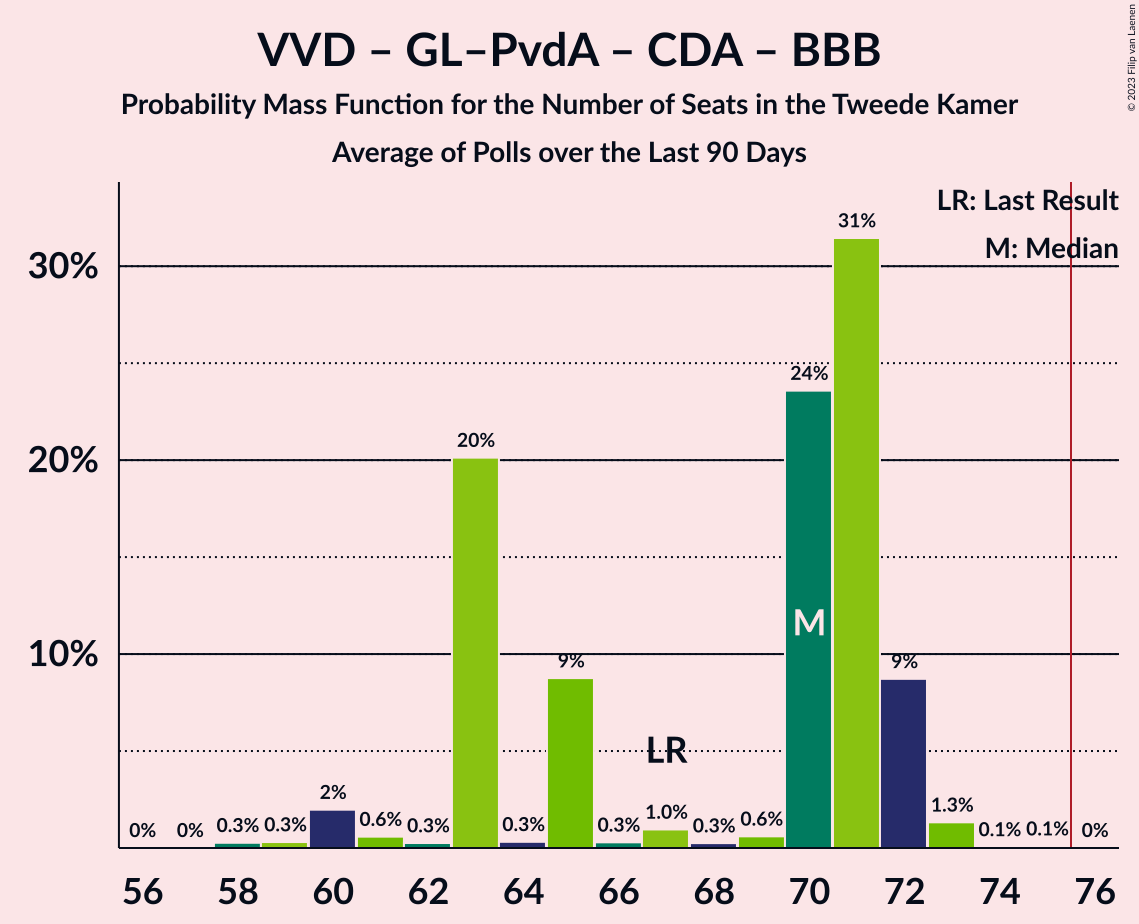 VVD – GL–PvdA – CDA – BBB
Probability Mass Function for the Number of Seats in the Tweede Kamer
Average of Polls over the Last 90 Days
© 2023 Filip van Laenen
LR: Last Result
M: Median
30%
20%
10%
0%
0%
0.3%
0.3%
2%
0.6%
0.3%
20%
0.3%
9%
0.3%
1.0%
0.3%
0.6%
24%
31%
9%
1.3%
0.1%
0.1%
0%
LR
M
56 58 60 62 64 66 68 70 72 74 76